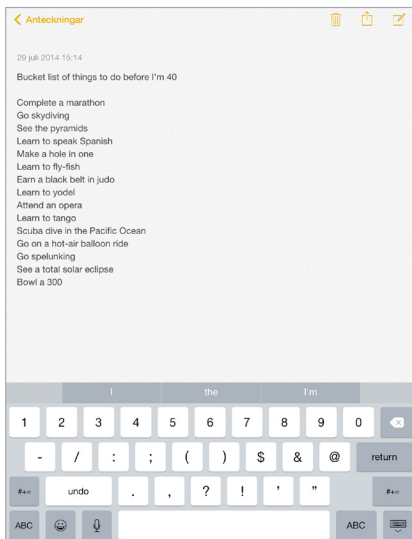 Anteckningar
29 juli 2014 15:14
Bucket list of things to do before I'm 40
Complete a marathon
Go skydiving
See the pyramids
Learn to speak Spanish
Make a hole in one
Learn to fly-fish
Earn a black belt in judo
Learn to yodel
Attend an opera
Learn to tango
Scuba dive in the Pacific Ocean
Go on a hot-air balloon ride
Go spelunking
See a total solar eclipse
Bowl a 300
I the I'm
1 2 3 4 5 6 7 8 9 0
- / : ; ( ) $ & @ return
#+= undo . , ? ! ' " #+=
ABC ABC